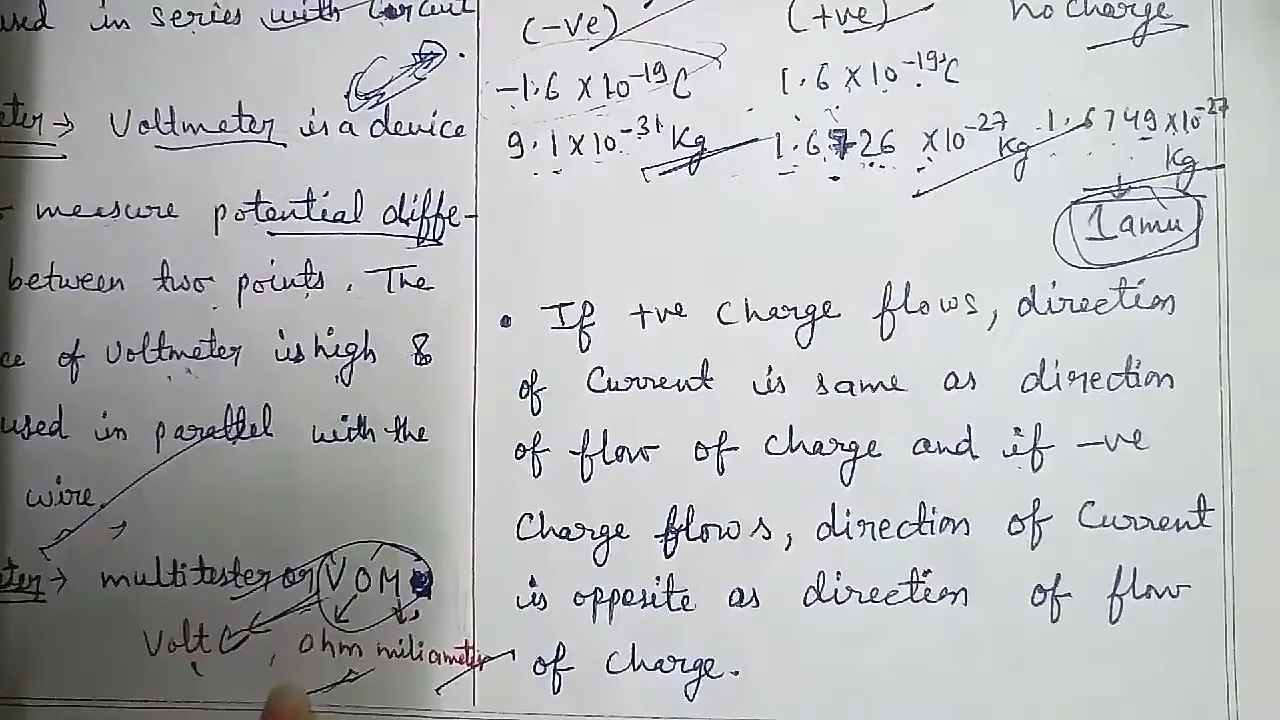 used in series with Circuit
.
ter → Voltmeter is a device
measure potential diffe-
between two points. The
ce of voltmeter is high &
used in parallel with the
wire.
ter → multitester or VOM
Volt, Ohm miliameter
(-ve) (+ve) no charge
-1.6 × 10⁻¹⁹ C 1.6 × 10⁻¹⁹ C
9.1 × 10⁻³¹ Kg 1.6726 × 10⁻²⁷ Kg 1.6749 × 10⁻²⁷ Kg
1 amu
• If +ve charge flows, direction
of Current is same as direction
of flow of charge and if -ve
Charge flows, direction of Current
is opposite as direction of flow
of charge.